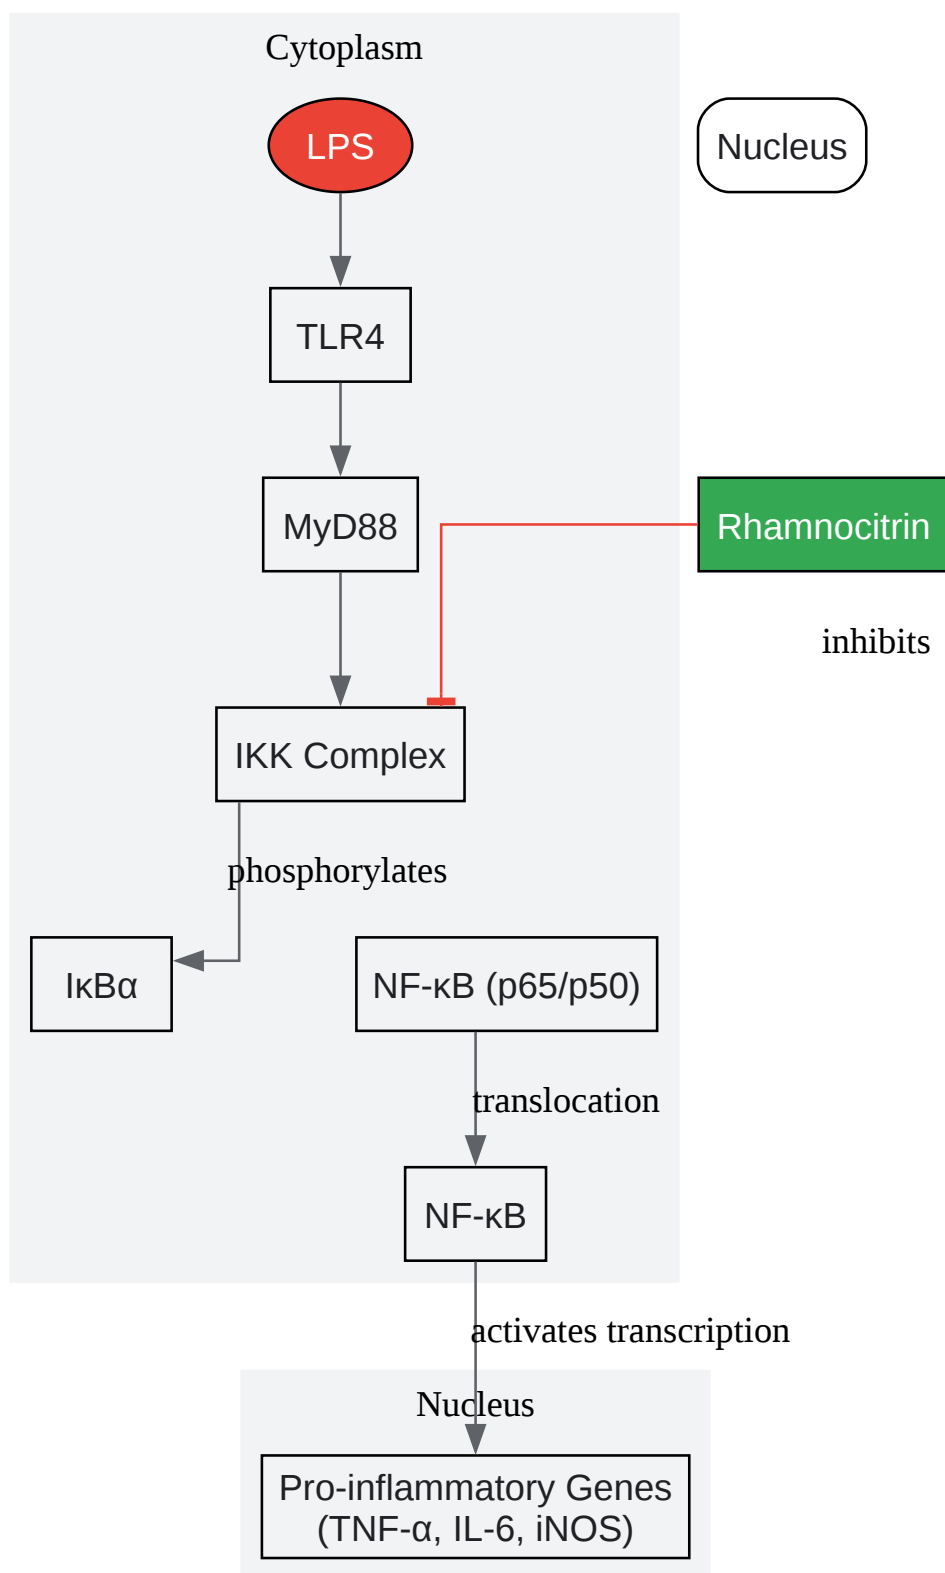 Cytoplasm
LPS
Nucleus
TLR4
MyD88
Rhamnocitrin
inhibits
IKK Complex
phosphorylates
IκBα
NF-κB (p65/p50)
translocation
NF-κB
activates transcription
Nucleus
Pro-inflammatory Genes
(TNF-α, IL-6, iNOS)